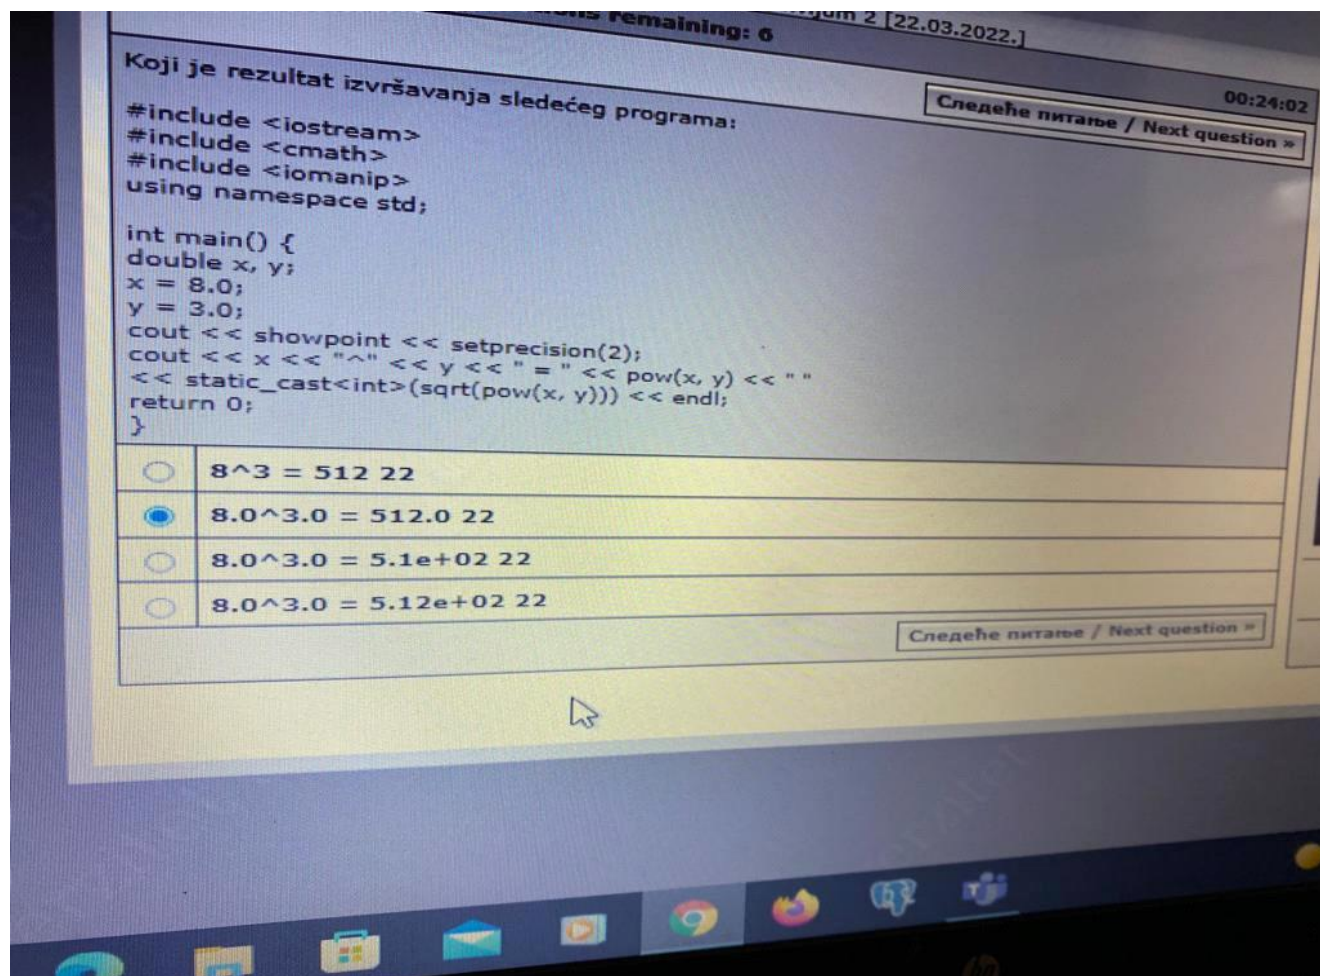 remaining: 6
2 [22.03.2022.]
00:24:02
Koji je rezultat izvršavanja sledećeg programa:
Следеће питање / Next question »
#include <iostream>
#include <cmath>
#include <iomanip>
using namespace std;
int main() {
double x, y;
x = 8.0;
y = 3.0;
cout << showpoint << setprecision(2);
cout << x << "^" << y << " = " << pow(x, y) << " "
<< static_cast<int>(sqrt(pow(x, y))) << endl;
return 0;
}
8^3 = 512 22
8.0^3.0 = 512.0 22
8.0^3.0 = 5.1e+02 22
8.0^3.0 = 5.12e+02 22
Следеће питање / Next question »
hp